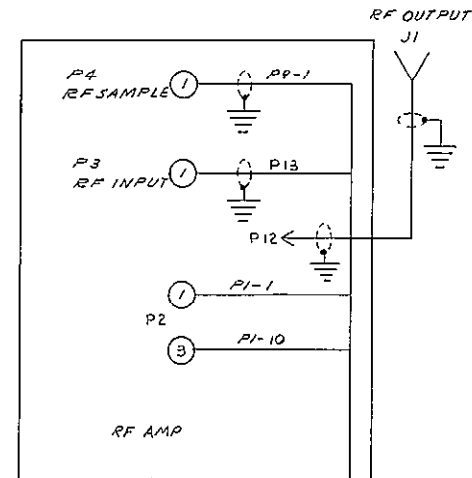 RF OUTPUT
J1
P4
RF SAMPLE
1
P9-1
P3
RF INPUT
1
P13
P12
1
P1-1
P2
3
P1-10
RF AMP